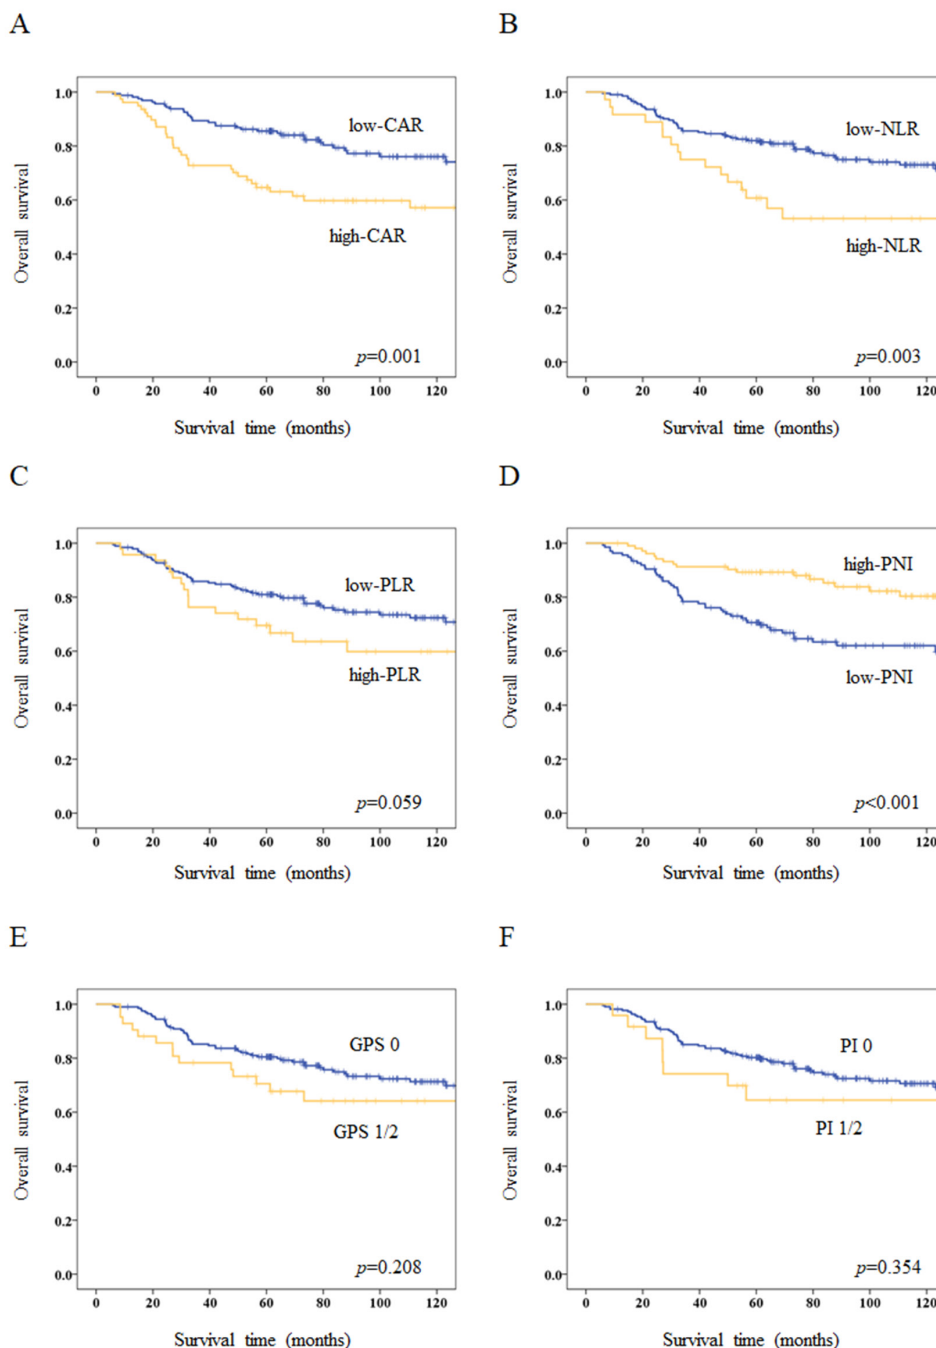 A
B
1.0
0.8
0.6
0.4
0.2
0.0
Overall survival
low-CAR
high-CAR
p=0.001
0 20 40 60 80 100 120
Survival time (months)
1.0
0.8
0.6
0.4
0.2
0.0
Overall survival
low-NLR
high-NLR
p=0.003
0 20 40 60 80 100 120
Survival time (months)
C
D
1.0
0.8
0.6
0.4
0.2
0.0
Overall survival
low-PLR
high-PLR
p=0.059
0 20 40 60 80 100 120
Survival time (months)
1.0
0.8
0.6
0.4
0.2
0.0
Overall survival
high-PNI
low-PNI
p<0.001
0 20 40 60 80 100 120
Survival time (months)
E
F
1.0
0.8
0.6
0.4
0.2
0.0
Overall survival
GPS 0
GPS 1/2
p=0.208
0 20 40 60 80 100 120
Survival time (months)
1.0
0.8
0.6
0.4
0.2
0.0
Overall survival
PI 0
PI 1/2
p=0.354
0 20 40 60 80 100 120
Survival time (months)